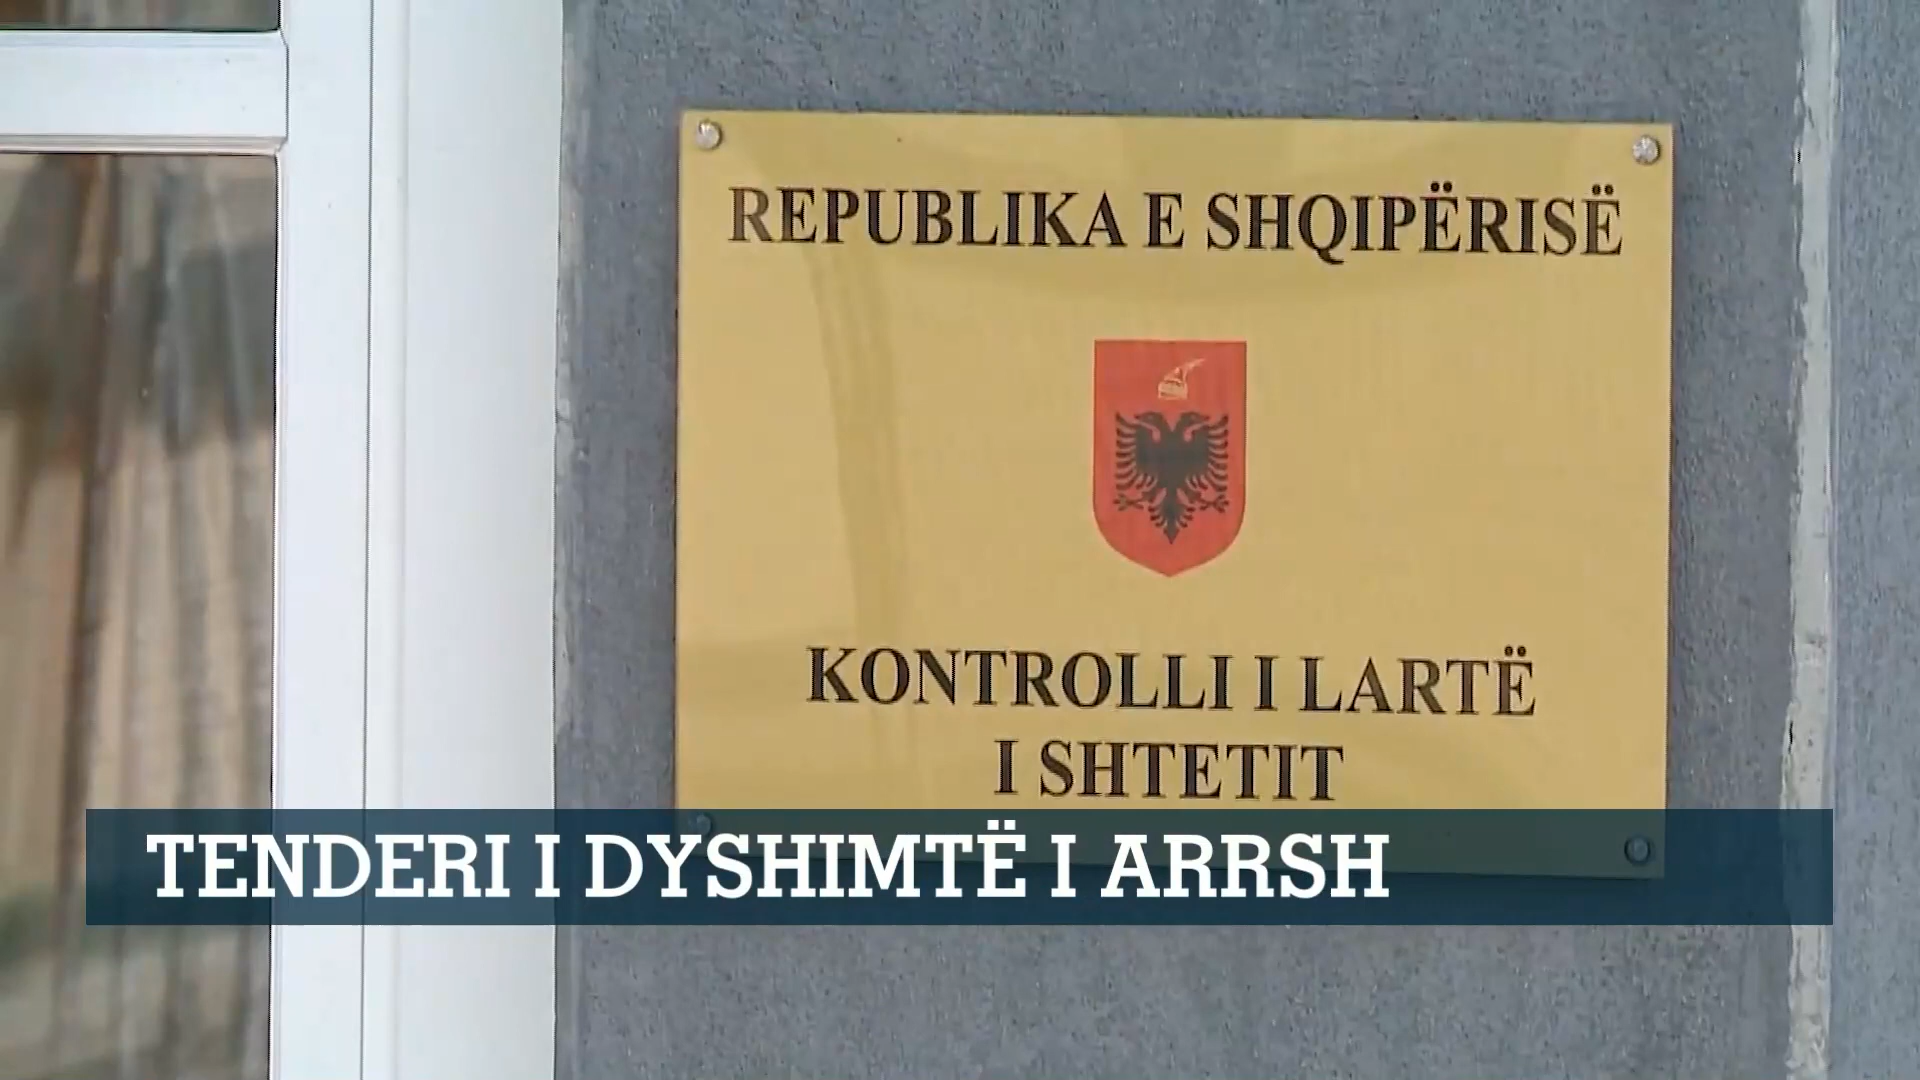 REPUBLIKA E SHQIPËRISË
KONTROLLI I LARTË
I SHTETIT
TENDERI I DYSHIMTË I ARRSH